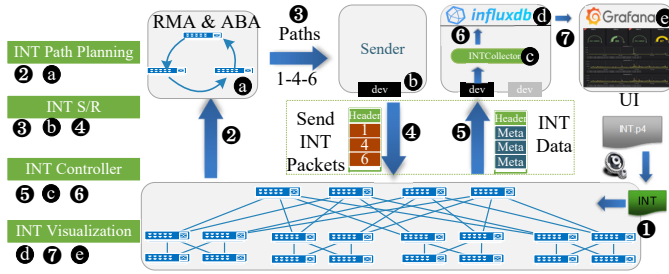 INT Path Planning
❷ ⓐ
INT S/R
❸ ⓑ ❹
INT Controller
❺ ⓒ ❻
INT Visualization
ⓓ ❼ ⓔ
RMA & ABA
ⓐ
❷
❸
Paths
1-4-6
Sender
ⓑ
dev
Send
INT
Packets
Header
1
4
6
❹
influxdb
ⓓ
❻
INTCollector
ⓒ
dev
dev
❺
Header
Meta
Meta
Meta
INT
Data
❼
Grafana
ⓔ
UI
INT p4
INT
❶